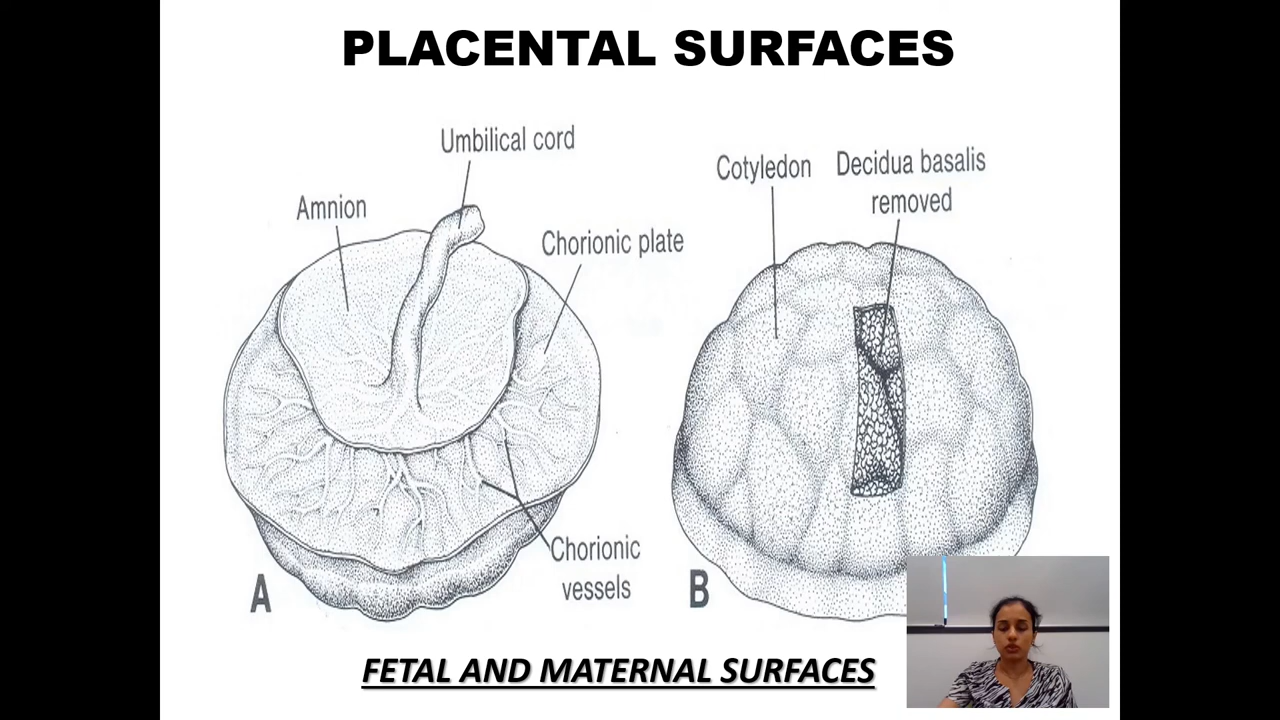 PLACENTAL SURFACES
Umbilical cord
Amnion
Chorionic plate
Chorionic
vessels
A
Cotyledon
Decidua basalis
removed
B
FETAL AND MATERNAL SURFACES